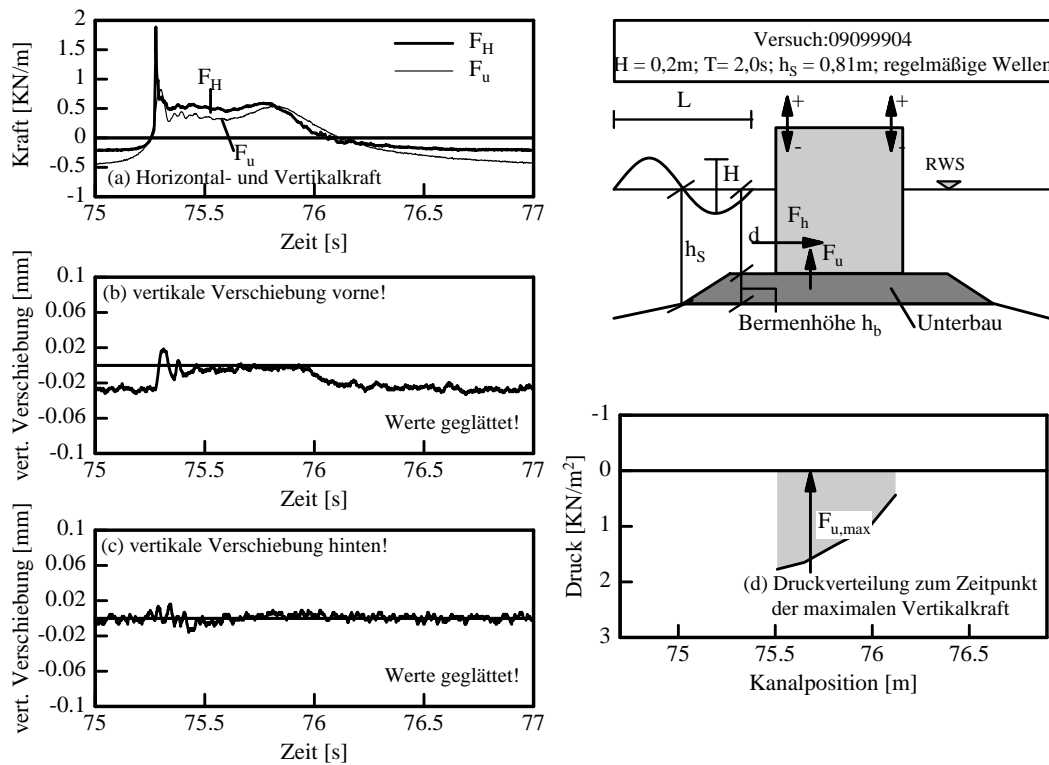 Kraft [KN/m]
2
1.5
1
0.5
0
-0.5
-1
F_H
F_u
F_H
F_u
(a) Horizontal- und Vertikalkraft
75
75.5
76
76.5
77
Zeit [s]
vert. Verschiebung [mm]
0.1
0.06
0.02
-0.02
-0.06
-0.1
(b) vertikale Verschiebung vorne!
Werte geglättet!
75
75.5
76
76.5
77
Zeit [s]
vert. Verschiebung [mm]
0.1
0.06
0.02
-0.02
-0.06
-0.1
(c) vertikale Verschiebung hinten!
Werte geglättet!
75
75.5
76
76.5
77
Zeit [s]
Versuch:09099904
H = 0,2m; T= 2,0s; h_S = 0,81m; regelmäßige Wellen
L
+
-
+
-
H
RWS
F_h
d
h_S
F_u
Bermenhöhe h_b
Unterbau
Druck [KN/m²]
-1
0
1
2
3
F_u,max
(d) Druckverteilung zum Zeitpunkt
der maximalen Vertikalkraft
75
75.5
76
76.5
Kanalposition [m]